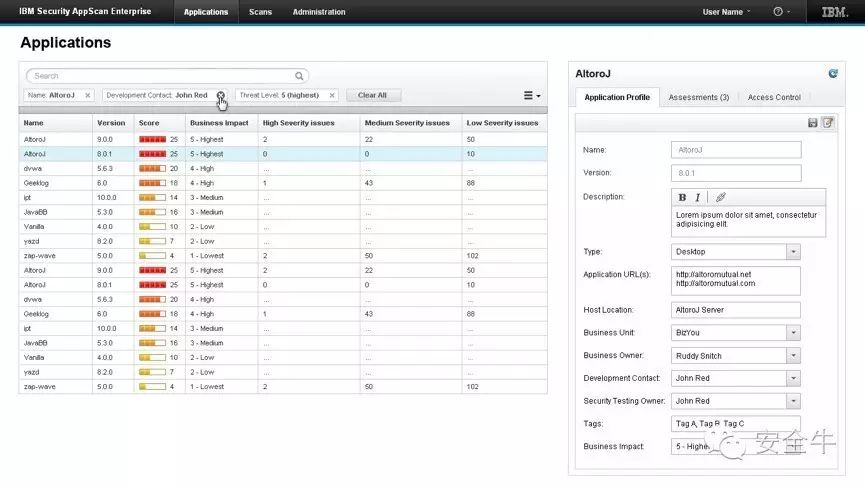 IBM Security AppScan Enterprise Applications Scans Administration User Name IBM.
Applications
Search
Name: AltoroJ Development Contact: John Red Threat Level: 5 (highest) Clear All
Name Version Score Business Impact High Severity issues Medium Severity issues Low Severity issues
AltoroJ 9.0.0 25 5 - Highest 2 22 50
AltoroJ 8.0.1 25 5 - Highest 0 0 10
dvwa 5.6.3 20 4 - High ... ... ...
Geeklog 6.0 18 4 - High 1 43 88
ipt 10.0.0 14 3 - Medium ... ... ...
JavaBB 5.3.0 16 3 - Medium ... ... ...
Vanilla 4.0.0 10 2 - Low ... ... ...
yazd 8.2.0 7 2 - Low ... ... ...
zap-wave 5.0.0 4 1 - Lowest 2 50 102
AltoroJ 9.0.0 25 5 - Highest 2 22 50
AltoroJ 8.0.1 25 5 - Highest 0 0 10
dvwa 5.6.3 20 4 - High ... ... ...
Geeklog 6.0 18 4 - High 1 43 88
ipt 10.0.0 14 3 - Medium ... ... ...
JavaBB 5.3.0 16 3 - Medium ... ... ...
Vanilla 4.0.0 10 2 - Low ... ... ...
yazd 8.2.0 7 2 - Low ... ... ...
zap-wave 5.0.0 4 1 - Lowest 2 50 102
AltoroJ
Application Profile Assessments (3) Access Control
Name: AltoroJ
Version: 8.0.1
Description: B I
Lorem ipsum dolor sit amet, consectetur
adipisicing elit.
Type: Desktop
Application URL(s): http://altoromutual.net
http://altoromutual.com
Host Location: AltoroJ Server
Business Unit: BizYou
Business Owner: Ruddy Snitch
Development Contact: John Red
Security Testing Owner: John Red
Tags: Tag A, Tag B, Tag C
Business Impact: 5 - Highe
安全牛